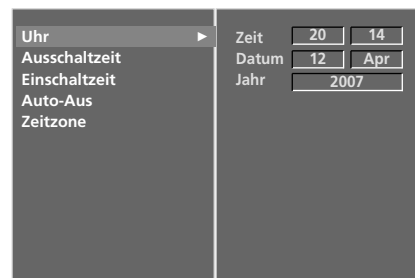 Uhr
Ausschaltzeit
Einschaltzeit
Auto-Aus
Zeitzone
Zeit 20 14
Datum 12 Apr
Jahr 2007